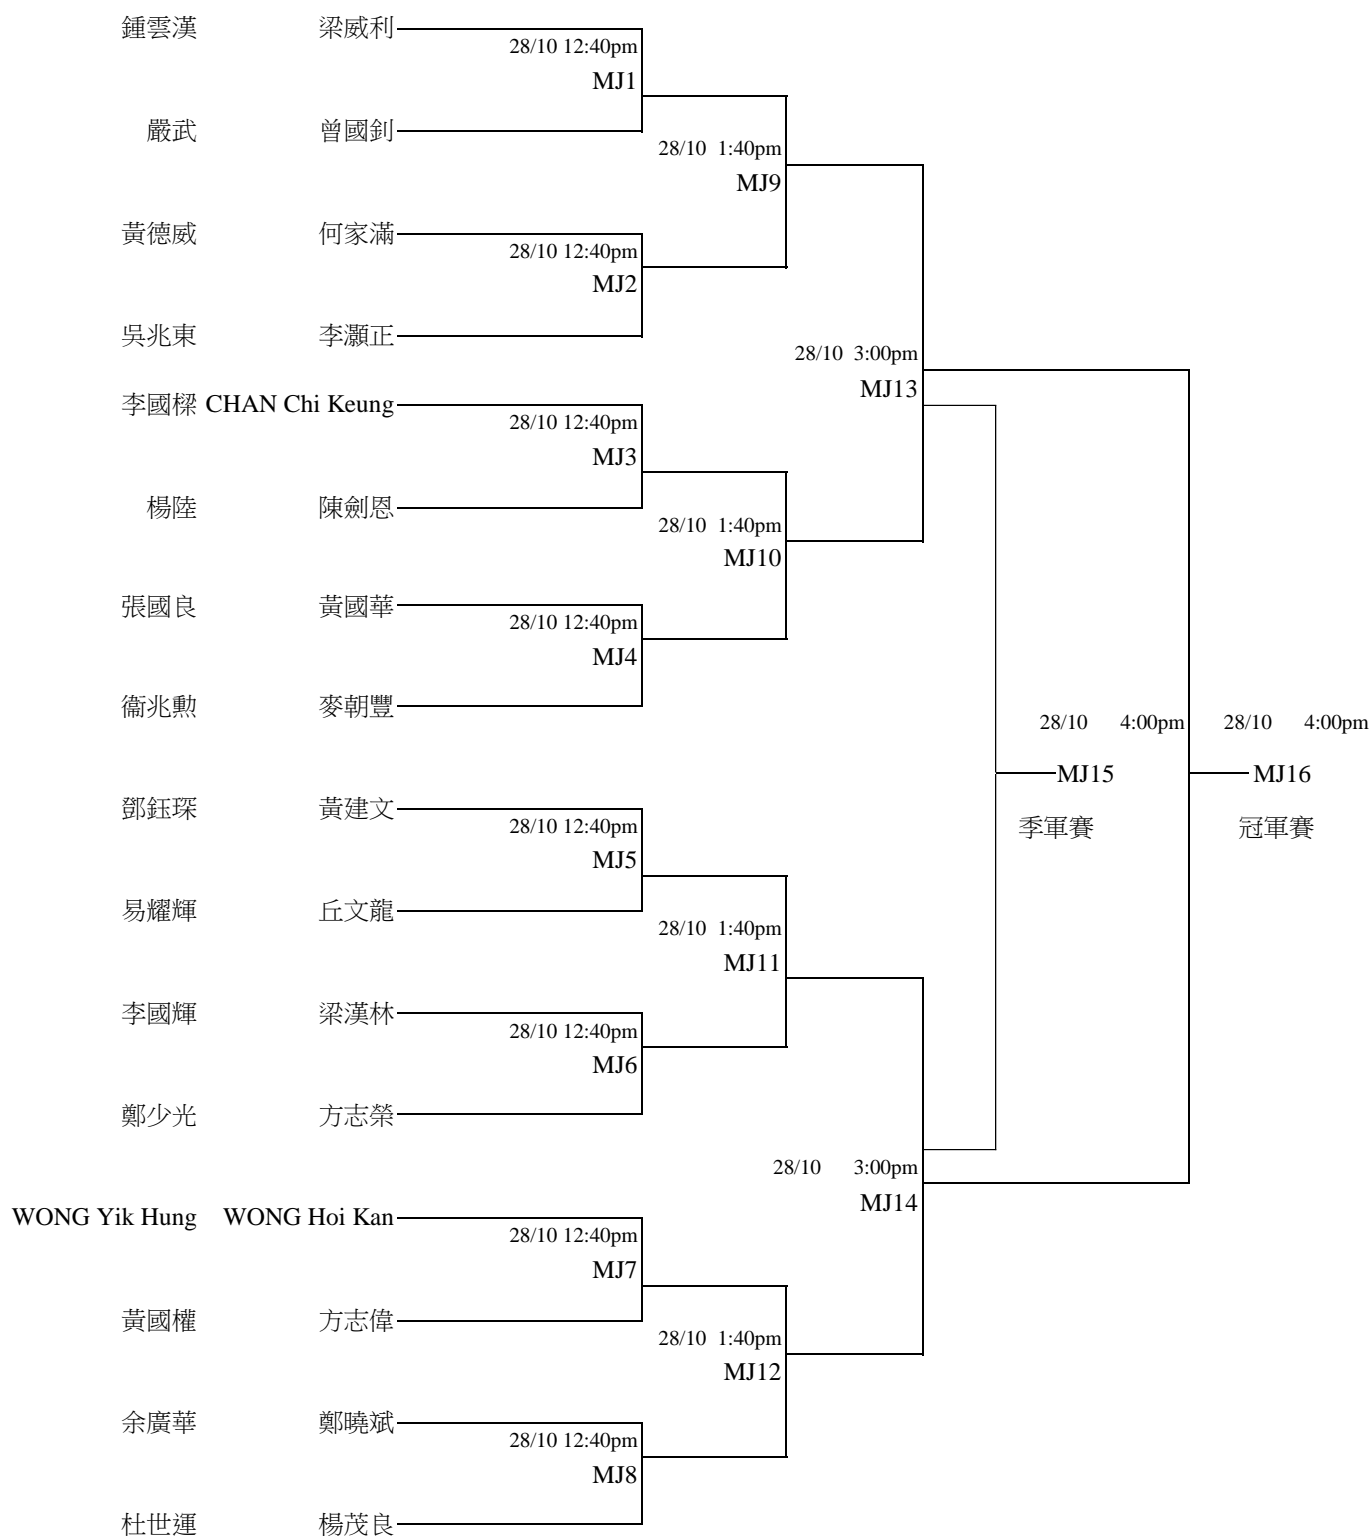 鍾雲漢 梁威利
28/10 12:40pm
MJ1
嚴武 曾國釗
28/10 1:40pm
MJ9
黃德威 何家滿
28/10 12:40pm
MJ2
吳兆東 李灝正
28/10 3:00pm
MJ13
李國樑 CHAN Chi Keung
28/10 12:40pm
MJ3
楊陸 陳劍恩
28/10 1:40pm
MJ10
張國良 黃國華
28/10 12:40pm
MJ4
衞兆勳 麥朝豐
28/10 4:00pm 28/10 4:00pm
MJ15 MJ16
季軍賽 冠軍賽
鄧鈺琛 黃建文
28/10 12:40pm
MJ5
易耀輝 丘文龍
28/10 1:40pm
MJ11
李國輝 梁漢林
28/10 12:40pm
MJ6
鄭少光 方志榮
28/10 3:00pm
MJ14
WONG Yik Hung WONG Hoi Kan
28/10 12:40pm
MJ7
黃國權 方志偉
28/10 1:40pm
MJ12
余廣華 鄭曉斌
28/10 12:40pm
MJ8
杜世運 楊茂良